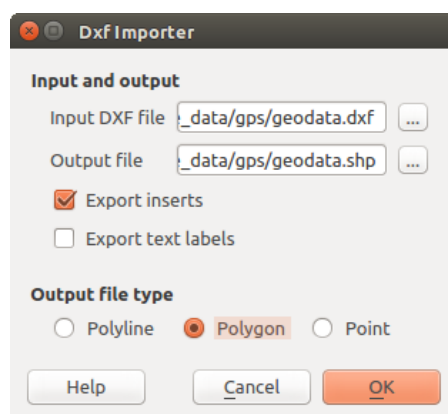 Dxf Importer
Input and output
Input DXF file _data/gps/geodata.dxf ...
Output file _data/gps/geodata.shp ...
Export inserts
Export text labels
Output file type
Polyline Polygon Point
Help Cancel OK